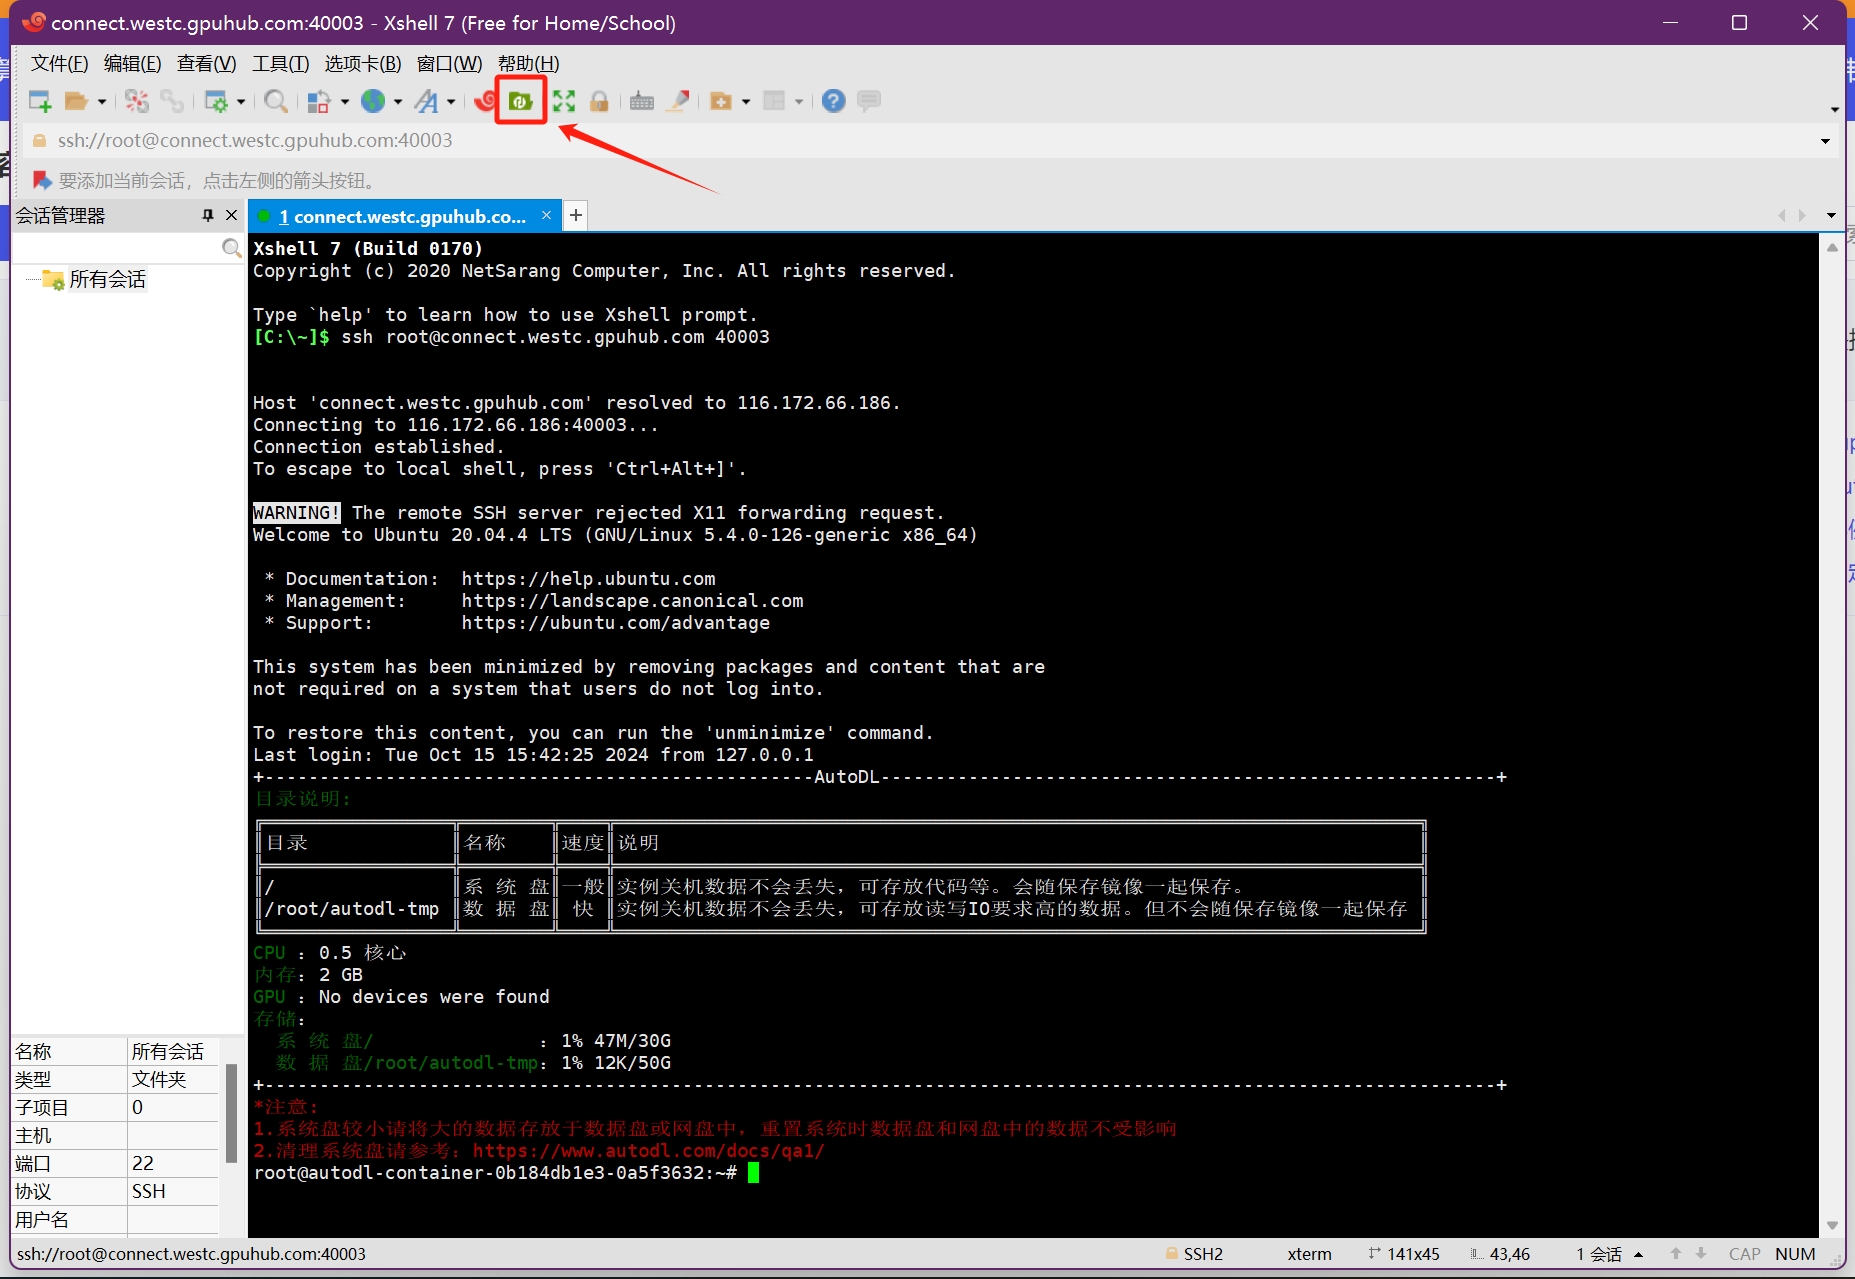 connect.westc.gpuhub.com:40003 - Xshell 7 (Free for Home/School)
文件(F) 编辑(E) 查看(V) 工具(T) 选项卡(B) 窗口(W) 帮助(H)
ssh://root@connect.westc.gpuhub.com:40003
要添加当前会话，点击左侧的箭头按钮。
会话管理器
1 connect.westc.gpuhub.co...
所有会话
Xshell 7 (Build 0170)
Copyright (c) 2020 NetSarang Computer, Inc. All rights reserved.
Type `help' to learn how to use Xshell prompt.
[C:\~]$ ssh root@connect.westc.gpuhub.com 40003
Host 'connect.westc.gpuhub.com' resolved to 116.172.66.186.
Connecting to 116.172.66.186:40003...
Connection established.
To escape to local shell, press 'Ctrl+Alt+]'.
WARNING! The remote SSH server rejected X11 forwarding request.
Welcome to Ubuntu 20.04.4 LTS (GNU/Linux 5.4.0-126-generic x86_64)
* Documentation:  https://help.ubuntu.com
* Management:     https://landscape.canonical.com
* Support:        https://ubuntu.com/advantage
This system has been minimized by removing packages and content that are
not required on a system that users do not log into.
To restore this content, you can run the 'unminimize' command.
Last login: Tue Oct 15 15:42:25 2024 from 127.0.0.1
AutoDL
目录说明:
目录 名称 速度 说明
/ 系 统 盘 一般 实例关机数据不会丢失，可存放代码等。会随保存镜像一起保存。
/root/autodl-tmp 数 据 盘 快 实例关机数据不会丢失，可存放读写IO要求高的数据。但不会随保存镜像一起保存
CPU ：0.5 核心
内存：2 GB
GPU ：No devices were found
存储：
系 统 盘/ ：1% 47M/30G
数 据 盘/root/autodl-tmp：1% 12K/50G
*注意:
1.系统盘较小请将大的数据存放于数据盘或网盘中，重置系统时数据盘和网盘中的数据不受影响
2.清理系统盘请参考：https://www.autodl.com/docs/qa1/
root@autodl-container-0b184db1e3-0a5f3632:~#
名称 所有会话
类型 文件夹
子项目 0
主机
端口 22
协议 SSH
用户名
ssh://root@connect.westc.gpuhub.com:40003 SSH2 xterm 141x45 43,46 1 会话 CAP NUM